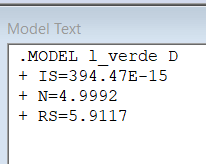 Model Text
.MODEL l_verde D
+ IS=394.47E-15
+ N=4.9992
+ RS=5.9117